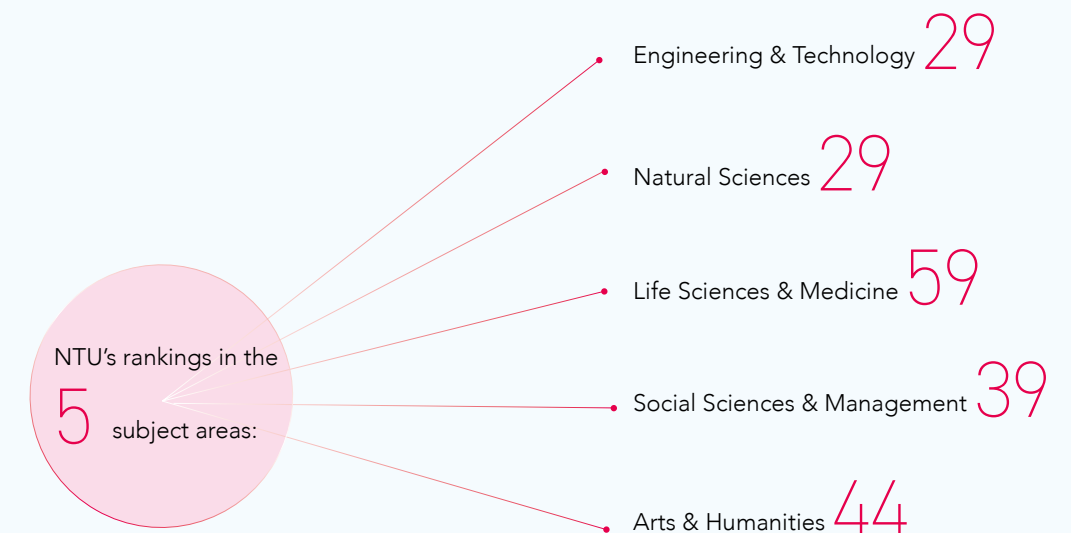 Engineering & Technology 29
Natural Sciences 29
Life Sciences & Medicine 59
NTU’s rankings in the
5 subject areas:
Social Sciences & Management 39
Arts & Humanities 44